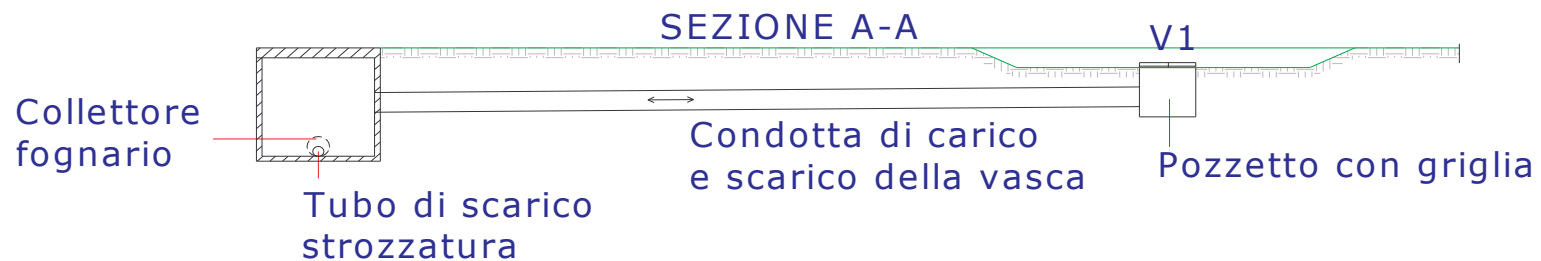 SEZIONE A-A
V1
Collettore
fognario
Condotta di carico
e scarico della vasca
Pozzetto con griglia
Tubo di scarico
strozzatura